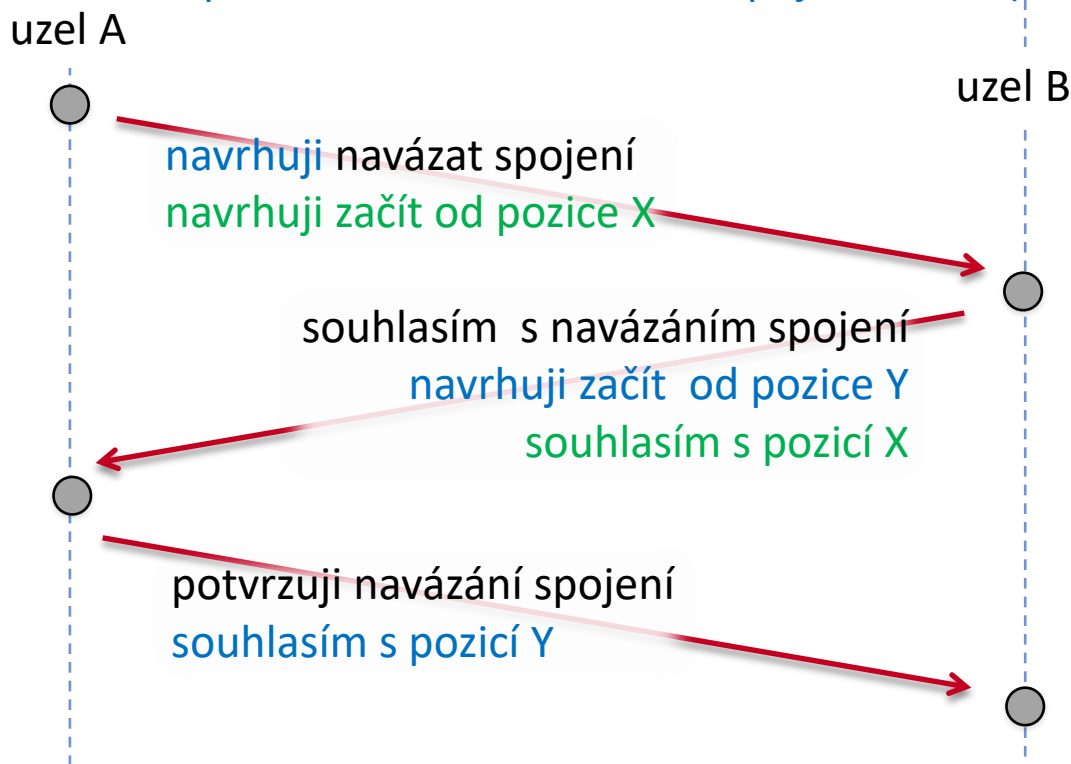 uzel A
uzel B
navrhuji navázat spojení
navrhuji začít od pozice X
souhlasím s navázáním spojení
navrhuji začít od pozice Y
souhlasím s pozicí X
potvrzuji navázání spojení
souhlasím s pozicí Y